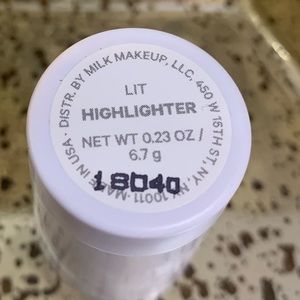 LIT
HIGHLIGHTER
NET WT 0.23 OZ /
6.7 g
18040
DISTR. BY MILK MAKEUP, LLC, 450 W 15TH ST, NY, NY, 10011 · MADE IN USA ·